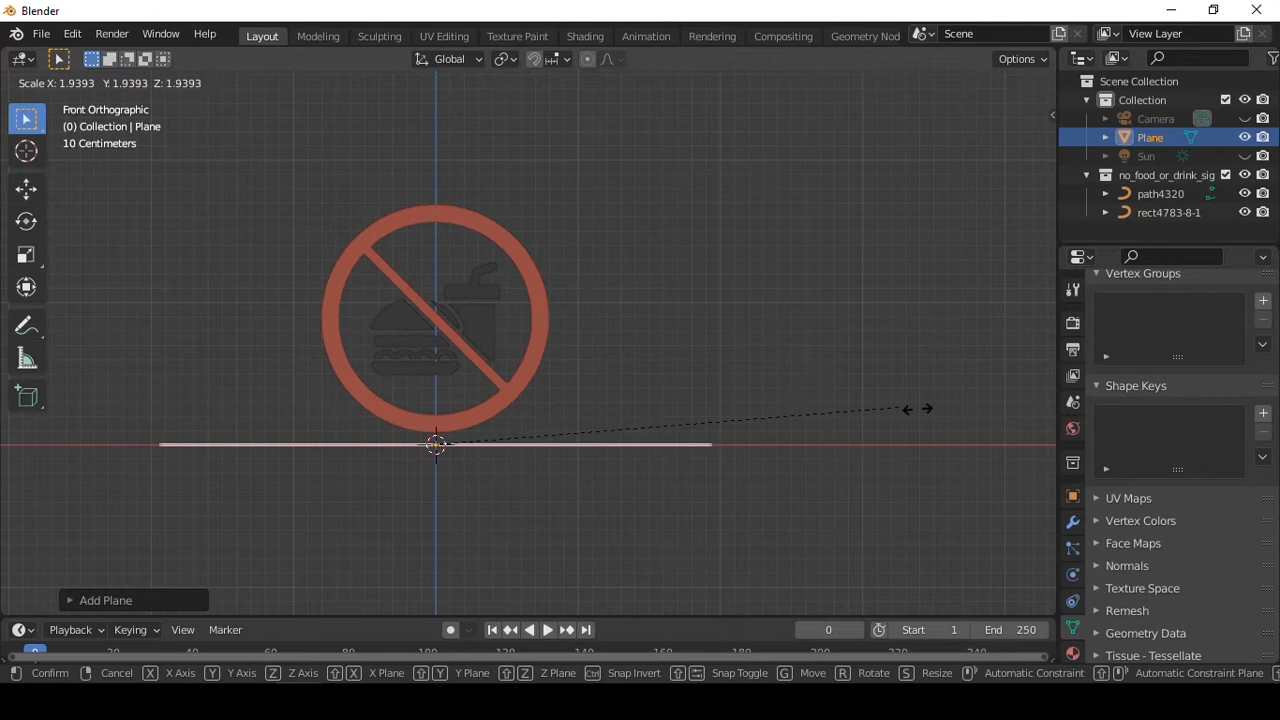 Blender
File Edit Render Window Help Layout Modeling Sculpting UV Editing Texture Paint Shading Animation Rendering Compositing Geometry Nod Scene View Layer
Global Options
Scale X: 1.9393 Y: 1.9393 Z: 1.9393
Front Orthographic
(0) Collection | Plane
10 Centimeters
Scene Collection
Collection
Camera
Plane
Sun
no_food_or_drink_sig
path4320
rect4783-8-1
Vertex Groups
Shape Keys
UV Maps
Vertex Colors
Face Maps
Normals
Texture Space
Remesh
Geometry Data
Tissue - Tessellate
Add Plane
Playback Keying View Marker 0 Start 1 End 250
Confirm Cancel X X Axis Y Y Axis Z Z Axis X X Plane Y Y Plane Z Z Plane Ctrl Snap Invert Snap Toggle G Move R Rotate S Resize Automatic Constraint Automatic Constraint Plane